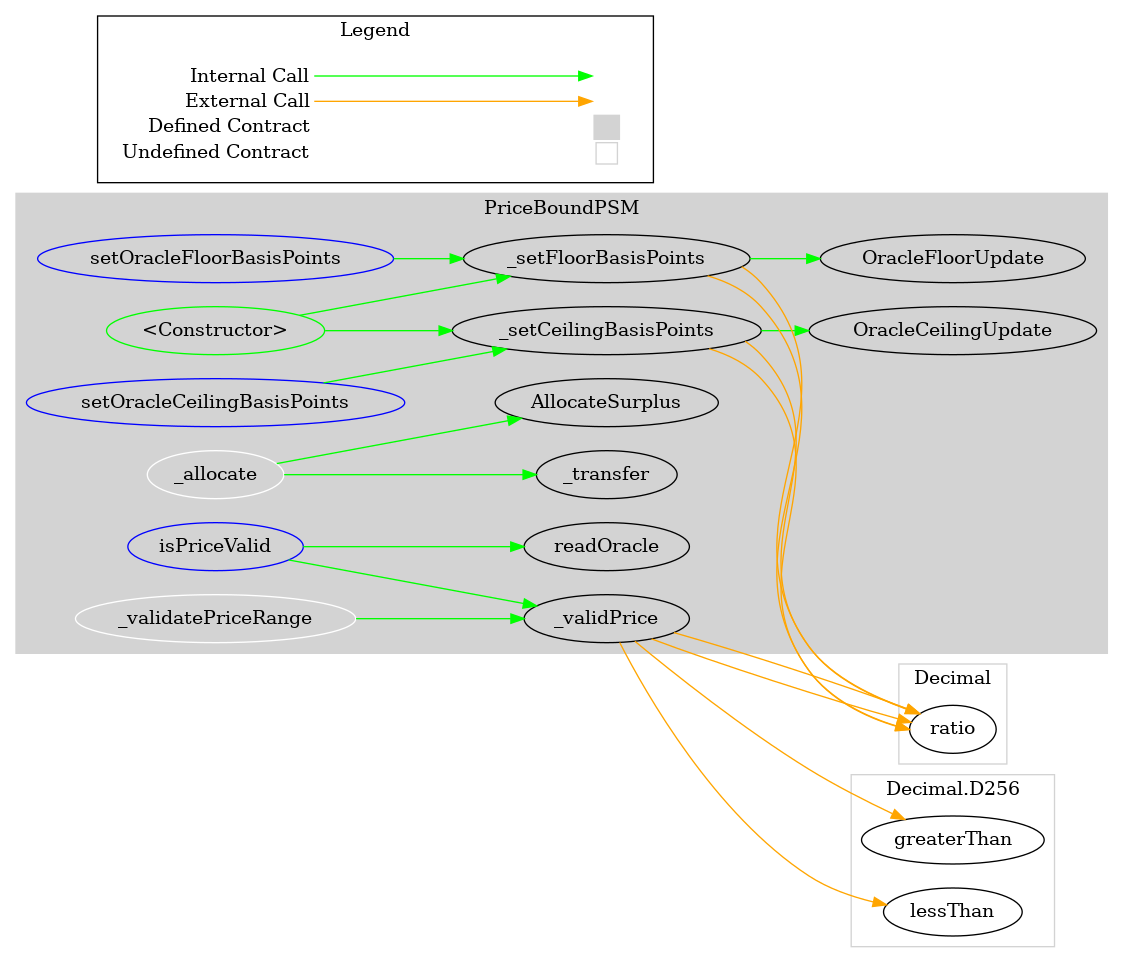 Legend
Internal Call
External Call
Defined Contract
Undefined Contract
PriceBoundPSM
setOracleFloorBasisPoints
_setFloorBasisPoints
OracleFloorUpdate
<Constructor>
_setCeilingBasisPoints
OracleCeilingUpdate
setOracleCeilingBasisPoints
AllocateSurplus
_allocate
_transfer
isPriceValid
readOracle
_validatePriceRange
_validPrice
Decimal
ratio
Decimal.D256
greaterThan
lessThan